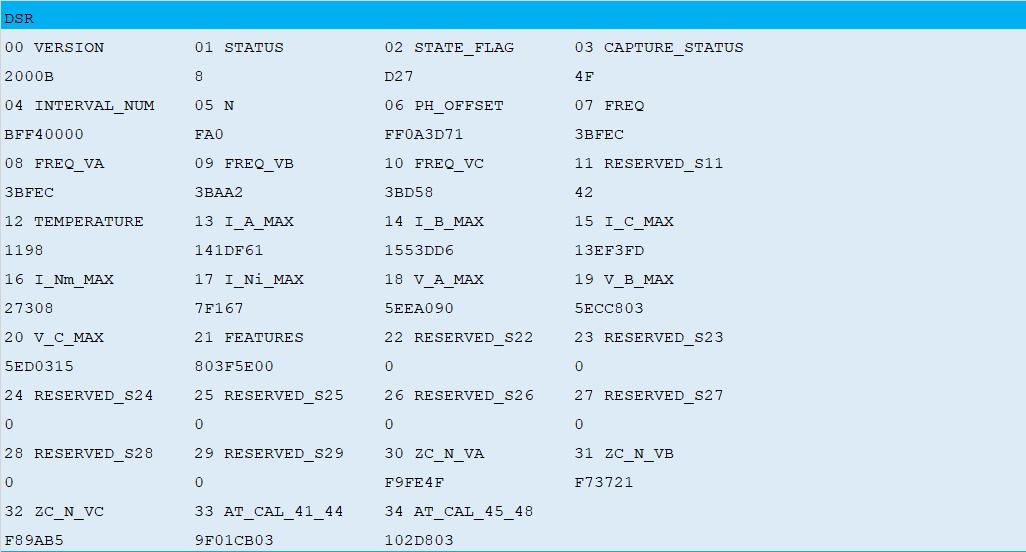 DSR
00 VERSION 01 STATUS 02 STATE_FLAG 03 CAPTURE_STATUS
2000B 8 D27 4F
04 INTERVAL_NUM 05 N 06 PH_OFFSET 07 FREQ
BFF40000 FA0 FF0A3D71 3BFEC
08 FREQ_VA 09 FREQ_VB 10 FREQ_VC 11 RESERVED_S11
3BFEC 3BAA2 3BD58 42
12 TEMPERATURE 13 I_A_MAX 14 I_B_MAX 15 I_C_MAX
1198 141DF61 1553DD6 13EF3FD
16 I_Nm_MAX 17 I_Ni_MAX 18 V_A_MAX 19 V_B_MAX
27308 7F167 5EEA090 5ECC803
20 V_C_MAX 21 FEATURES 22 RESERVED_S22 23 RESERVED_S23
5ED0315 803F5E00 0 0
24 RESERVED_S24 25 RESERVED_S25 26 RESERVED_S26 27 RESERVED_S27
0 0 0 0
28 RESERVED_S28 29 RESERVED_S29 30 ZC_N_VA 31 ZC_N_VB
0 0 F9FE4F F73721
32 ZC_N_VC 33 AT_CAL_41_44 34 AT_CAL_45_48
F89AB5 9F01CB03 102D803